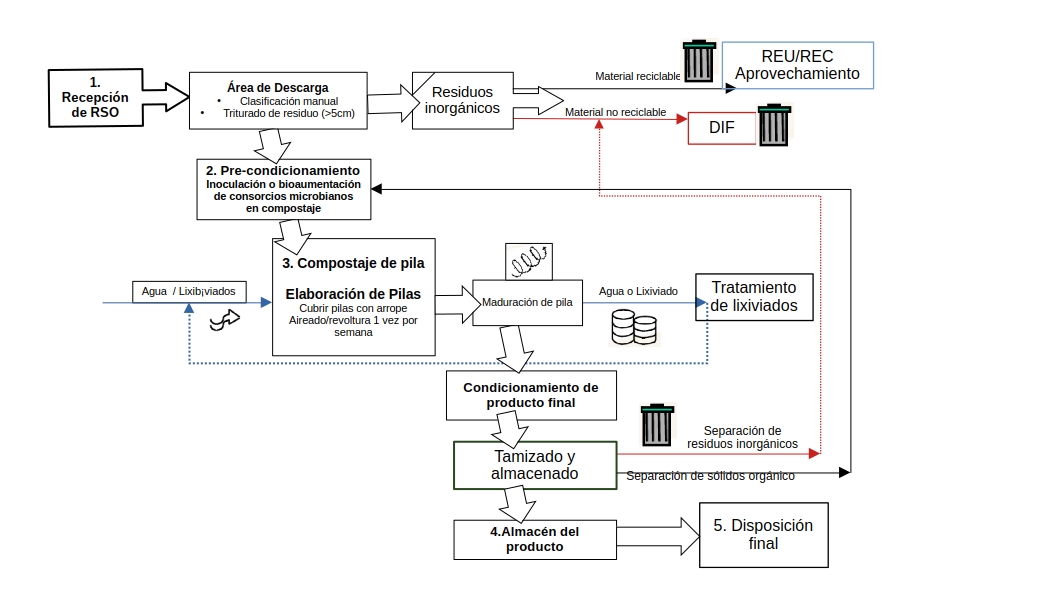 1.
Recepción
de RSO
Área de Descarga
• Clasificación manual
• Triturado de residuo (>5cm)
Residuos
inorgánicos
Material reciclable
REU/REC
Aprovechamiento
Material no reciclable
DIF
2. Pre-condicionamiento
Inoculación o bioaumentación
de consorcios microbianos
en compostaje
3. Compostaje de pila
Elaboración de Pilas
Cubrir pilas con arrope
Aireado/revoltura 1 vez por
semana
Agua / Lixib¡viados
Maduración de pila
Agua o Lixiviado
Tratamiento
de lixiviados
Condicionamiento de
producto final
Tamizado y
almacenado
Separación de
residuos inorgánicos
Separación de sólidos orgánico
4.Almacén del
producto
5. Disposición
final